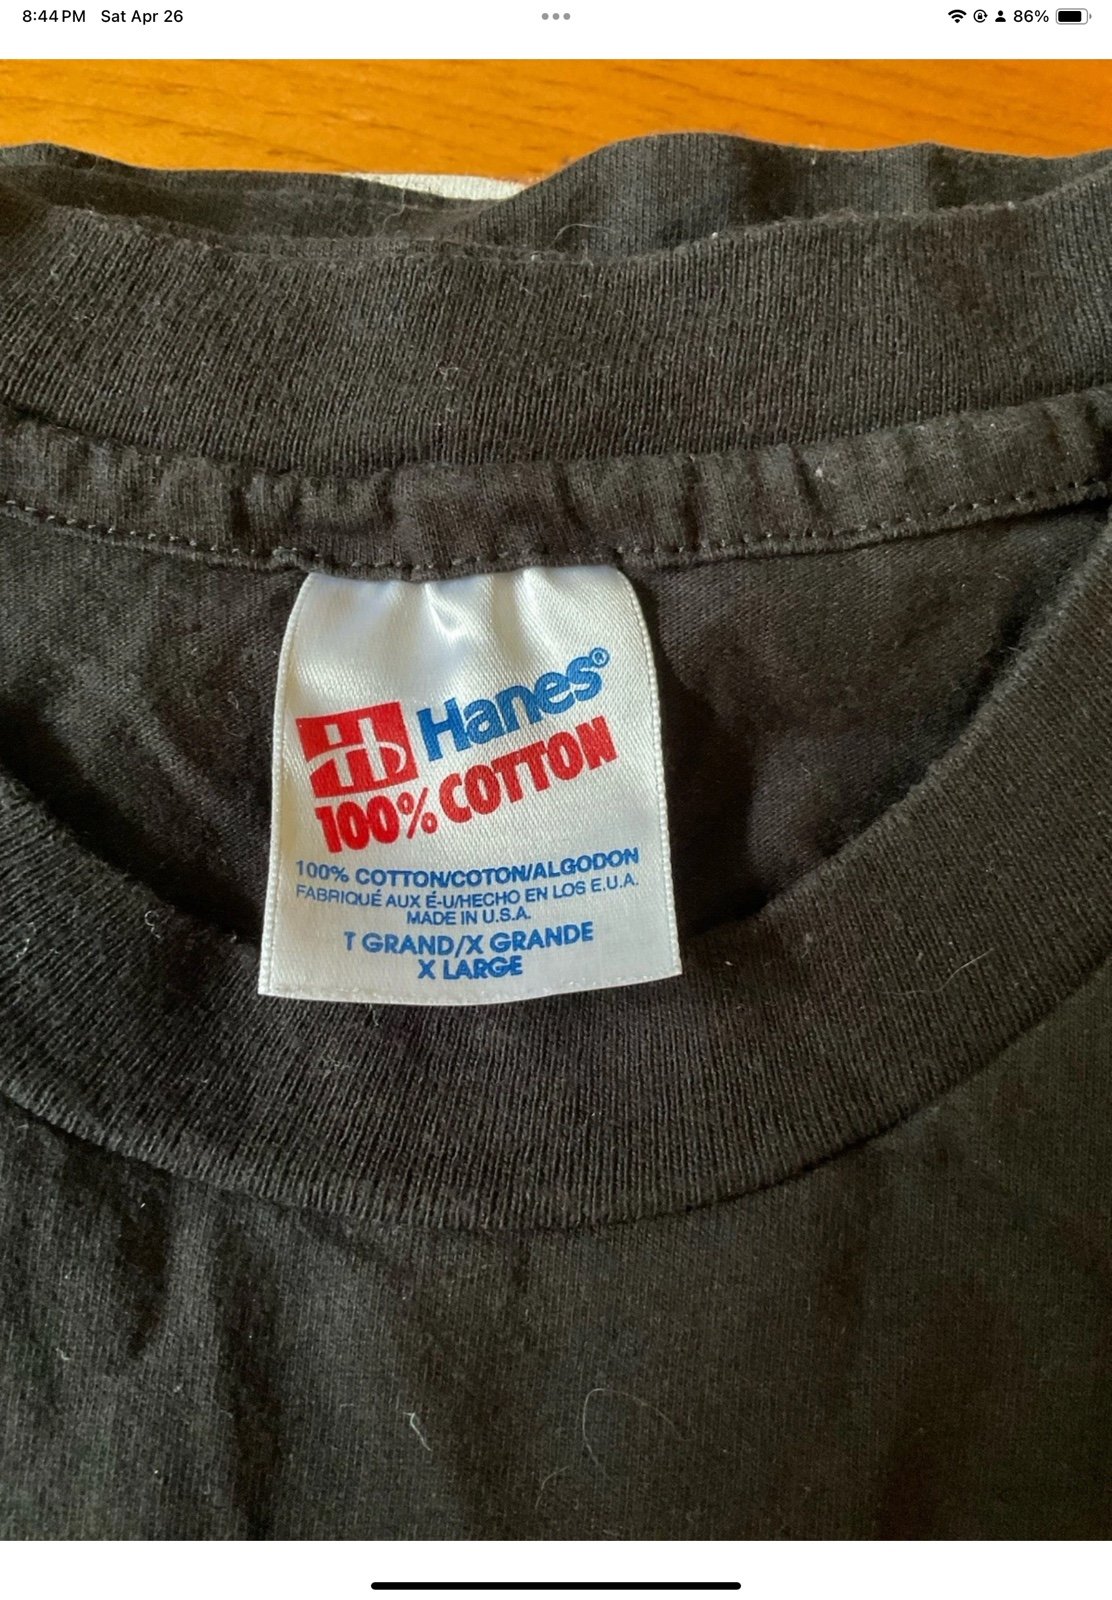 8:44 PM Sat Apr 26
86%
Hanes®
100% COTTON
100% COTTON/COTON/ALGODON
FABRIQUÉ AUX É-U/HECHO EN LOS E.U.A.
MADE IN U.S.A.
T GRAND/X GRANDE
X LARGE